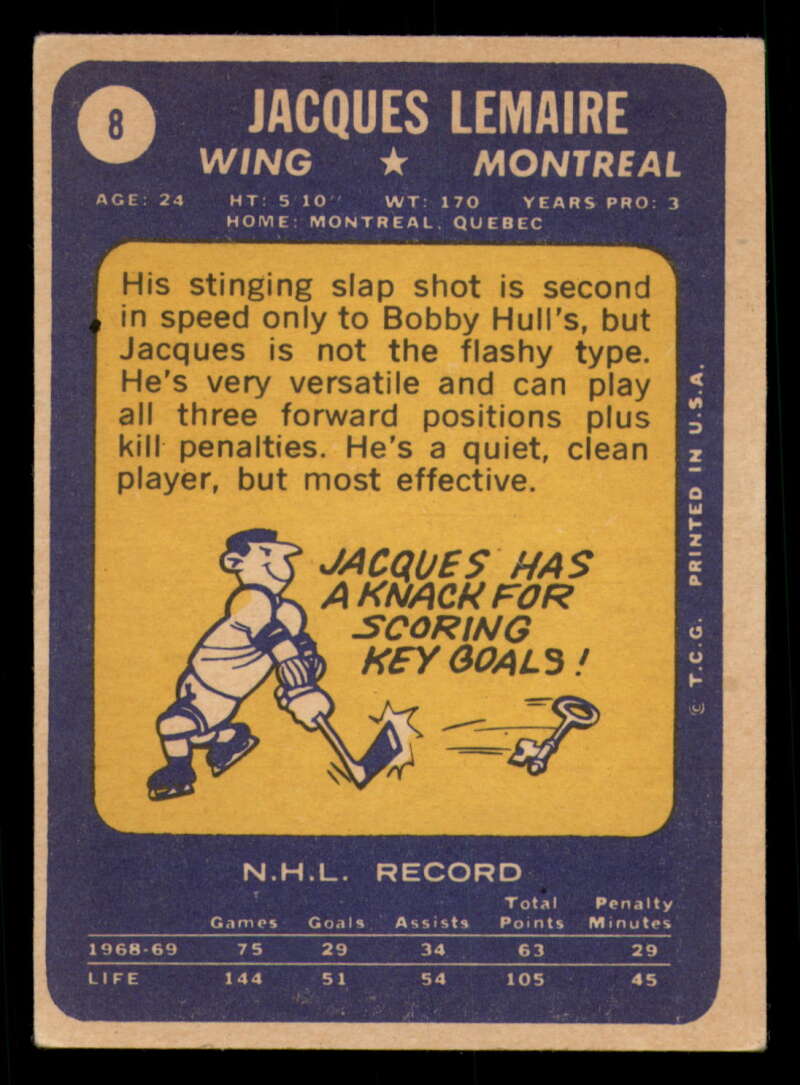 8
JACQUES LEMAIRE
WING ★ MONTREAL
AGE: 24 HT: 5'10" WT: 170 YEARS PRO: 3
HOME: MONTREAL, QUEBEC
His stinging slap shot is second
in speed only to Bobby Hull's, but
Jacques is not the flashy type.
He's very versatile and can play
all three forward positions plus
kill penalties. He's a quiet, clean
player, but most effective.
JACQUES HAS
A KNACK FOR
SCORING
KEY GOALS!
© T.C.G. PRINTED IN U.S.A.
N.H.L. RECORD
Games Goals Assists Total Points Penalty Minutes
1968-69 75 29 34 63 29
LIFE 144 51 54 105 45